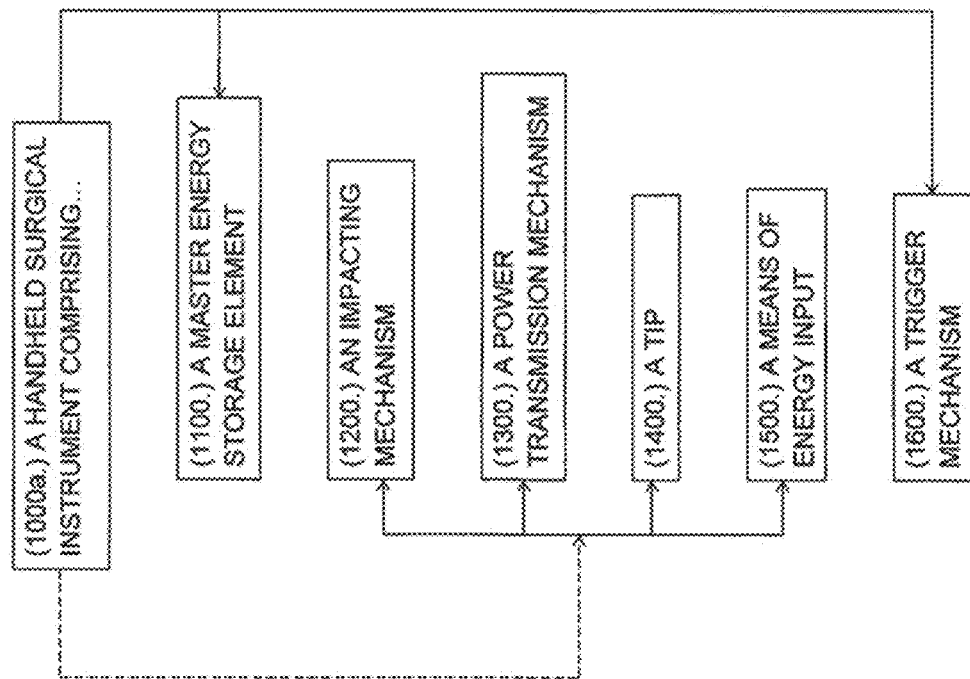 (1000a.) A HANDHELD SURGICAL
INSTRUMENT COMPRISING...
(1100.) A MASTER ENERGY
STORAGE ELEMENT
(1200.) AN IMPACTING
MECHANISM
(1300.) A POWER
TRANSMISSION MECHANISM
(1400.) A TIP
(1500.) A MEANS OF
ENERGY INPUT
(1600.) A TRIGGER
MECHANISM